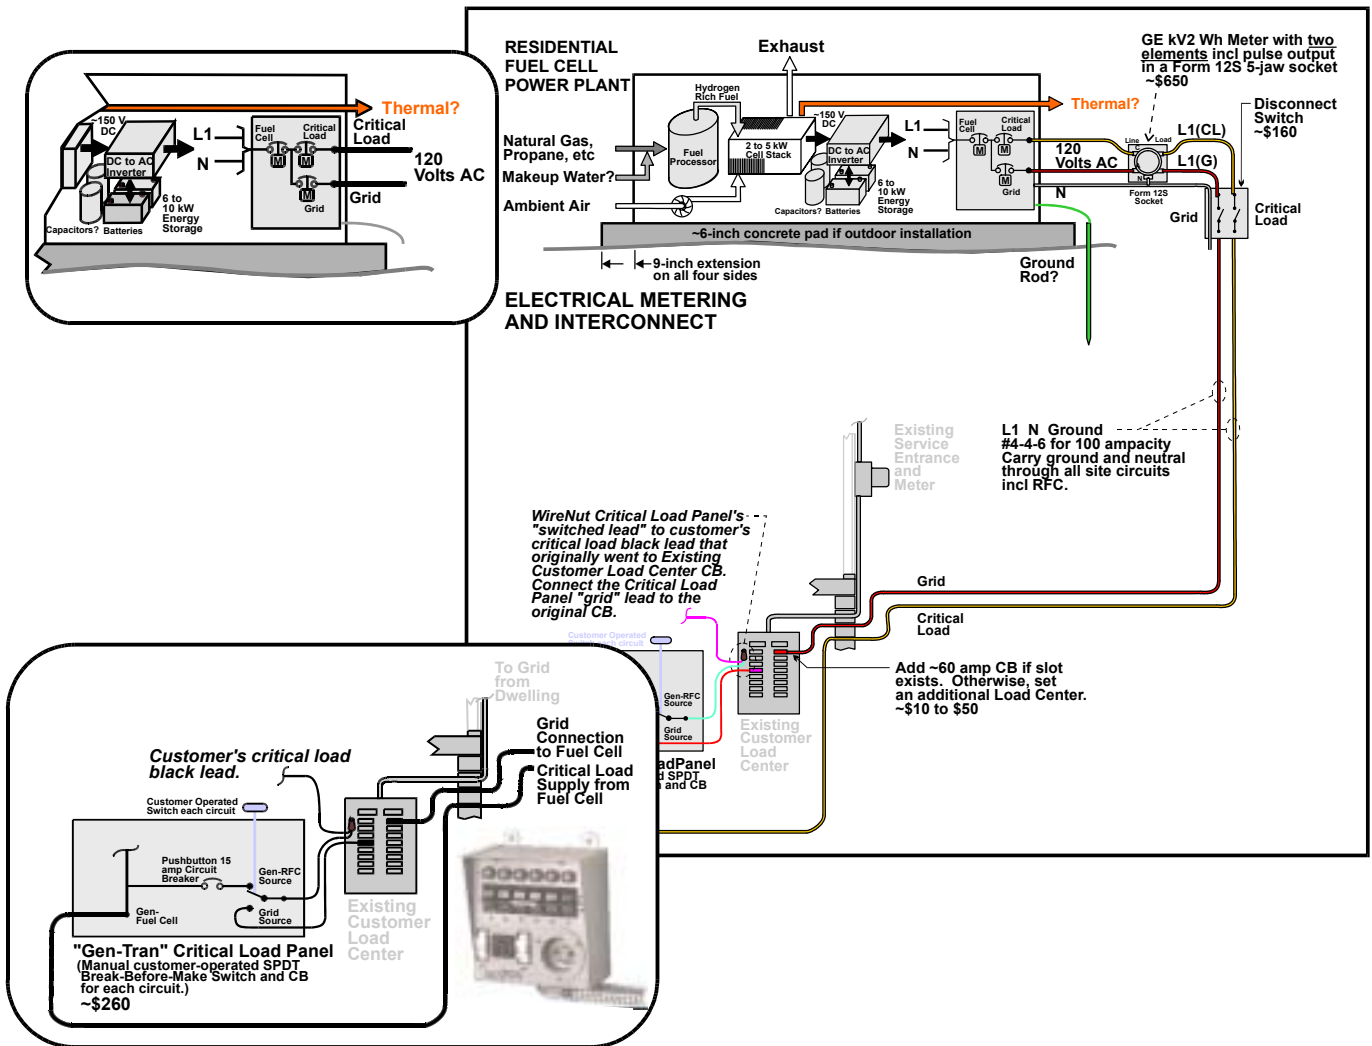 RESIDENTIAL
FUEL CELL
POWER PLANT
Exhaust
GE kV2 Wh Meter with two
elements incl pulse output
in a Form 12S 5-jaw socket
~$650
Disconnect
Switch
~$160
Hydrogen
Rich Fuel
Thermal?
~150 V
DC
L1
N
Fuel
Cell
Critical
Load
M
M
M
Grid
120
Volts AC
N
Line
Load
C
N
Form 12S
Socket
L1(CL)
L1(G)
Grid
Critical
Load
Natural Gas,
Propane, etc
Makeup Water?
Ambient Air
Fuel
Processor
2 to 5 kW
Cell Stack
DC to AC
Inverter
6 to
10 kW
Energy
Storage
Capacitors?
Batteries
~6-inch concrete pad if outdoor installation
9-inch extension
on all four sides
Ground
Rod?
ELECTRICAL METERING
AND INTERCONNECT
~150 V
DC
Thermal?
Critical
Load
L1
N
Fuel
Cell
Critical
Load
M
M
M
Grid
120
Volts AC
Grid
DC to AC
Inverter
6 to
10 kW
Energy
Storage
Capacitors?
Batteries
Existing
Service
Entrance
and
Meter
L1 N Ground
#4-4-6 for 100 ampacity
Carry ground and neutral
through all site circuits
incl RFC.
WireNut Critical Load Panel's
"switched lead" to customer's
critical load black lead that
originally went to Existing
Customer Load Center CB.
Connect the Critical Load
Panel "grid" lead to the
original CB.
Grid
Critical
Load
Customer Operated
Switch each circuit
Gen-RFC
Source
Grid
Source
Existing
Customer
Load
Center
Add ~60 amp CB if slot
exists. Otherwise, set
an additional Load Center.
~$10 to $50
adPanel
d SPDT
h and CB
To Grid
from
Dwelling
Grid
Connection
to Fuel Cell
Critical Load
Supply from
Fuel Cell
Customer's critical load
black lead.
Customer Operated
Switch each circuit
Pushbutton 15
amp Circuit
Breaker
Gen-RFC
Source
Gen-
Fuel Cell
Grid
Source
Existing
Customer
Load
Center
"Gen-Tran" Critical Load Panel
(Manual customer-operated SPDT
Break-Before-Make Switch and CB
for each circuit.)
~$260